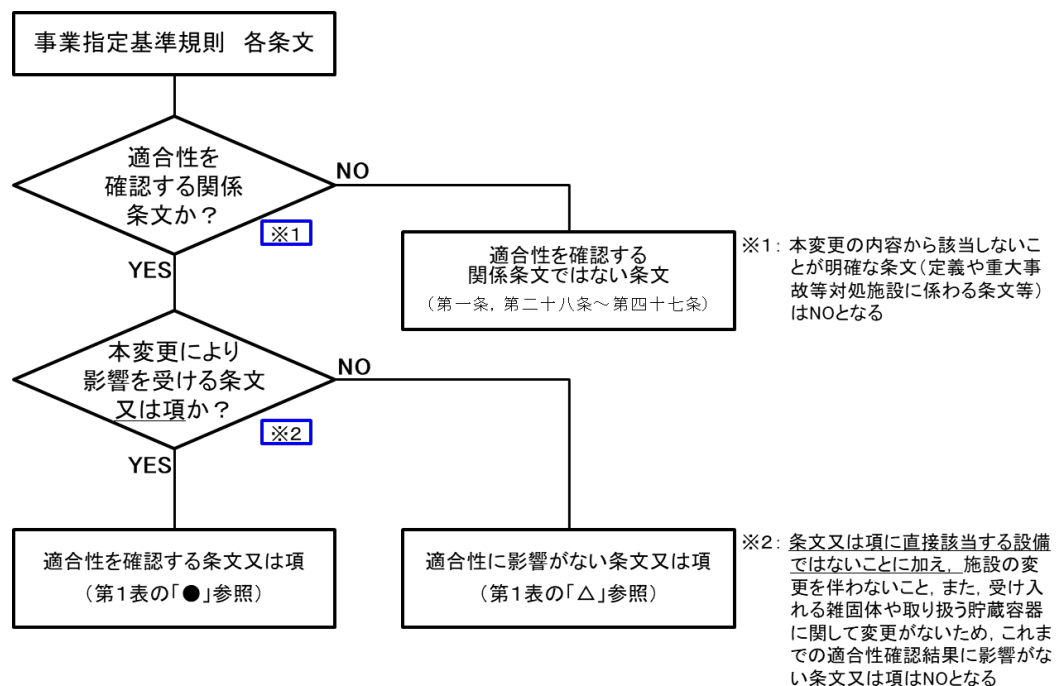 事業指定基準規則　各条文
適合性を
確認する関係
条文か？
NO
※1
YES
適合性を確認する
関係条文ではない条文
（第一条，第二十八条～第四十七条）
※1： 本変更の内容から該当しないこ
とが明確な条文（定義や重大事
故等対処施設に係わる条文等）
はNOとなる
本変更により
影響を受ける条文
又は項か？
NO
※2
YES
適合性を確認する条文又は項
（第1表の「●」参照）
適合性に影響がない条文又は項
（第1表の「△」参照）
※2： 条文又は項に直接該当する設備
ではないことに加え，施設の変
更を伴わないこと，また，受け入
れる雑固体や取り扱う貯蔵容器
に関して変更がないため，これま
での適合性確認結果に影響がな
い条文又は項はNOとなる